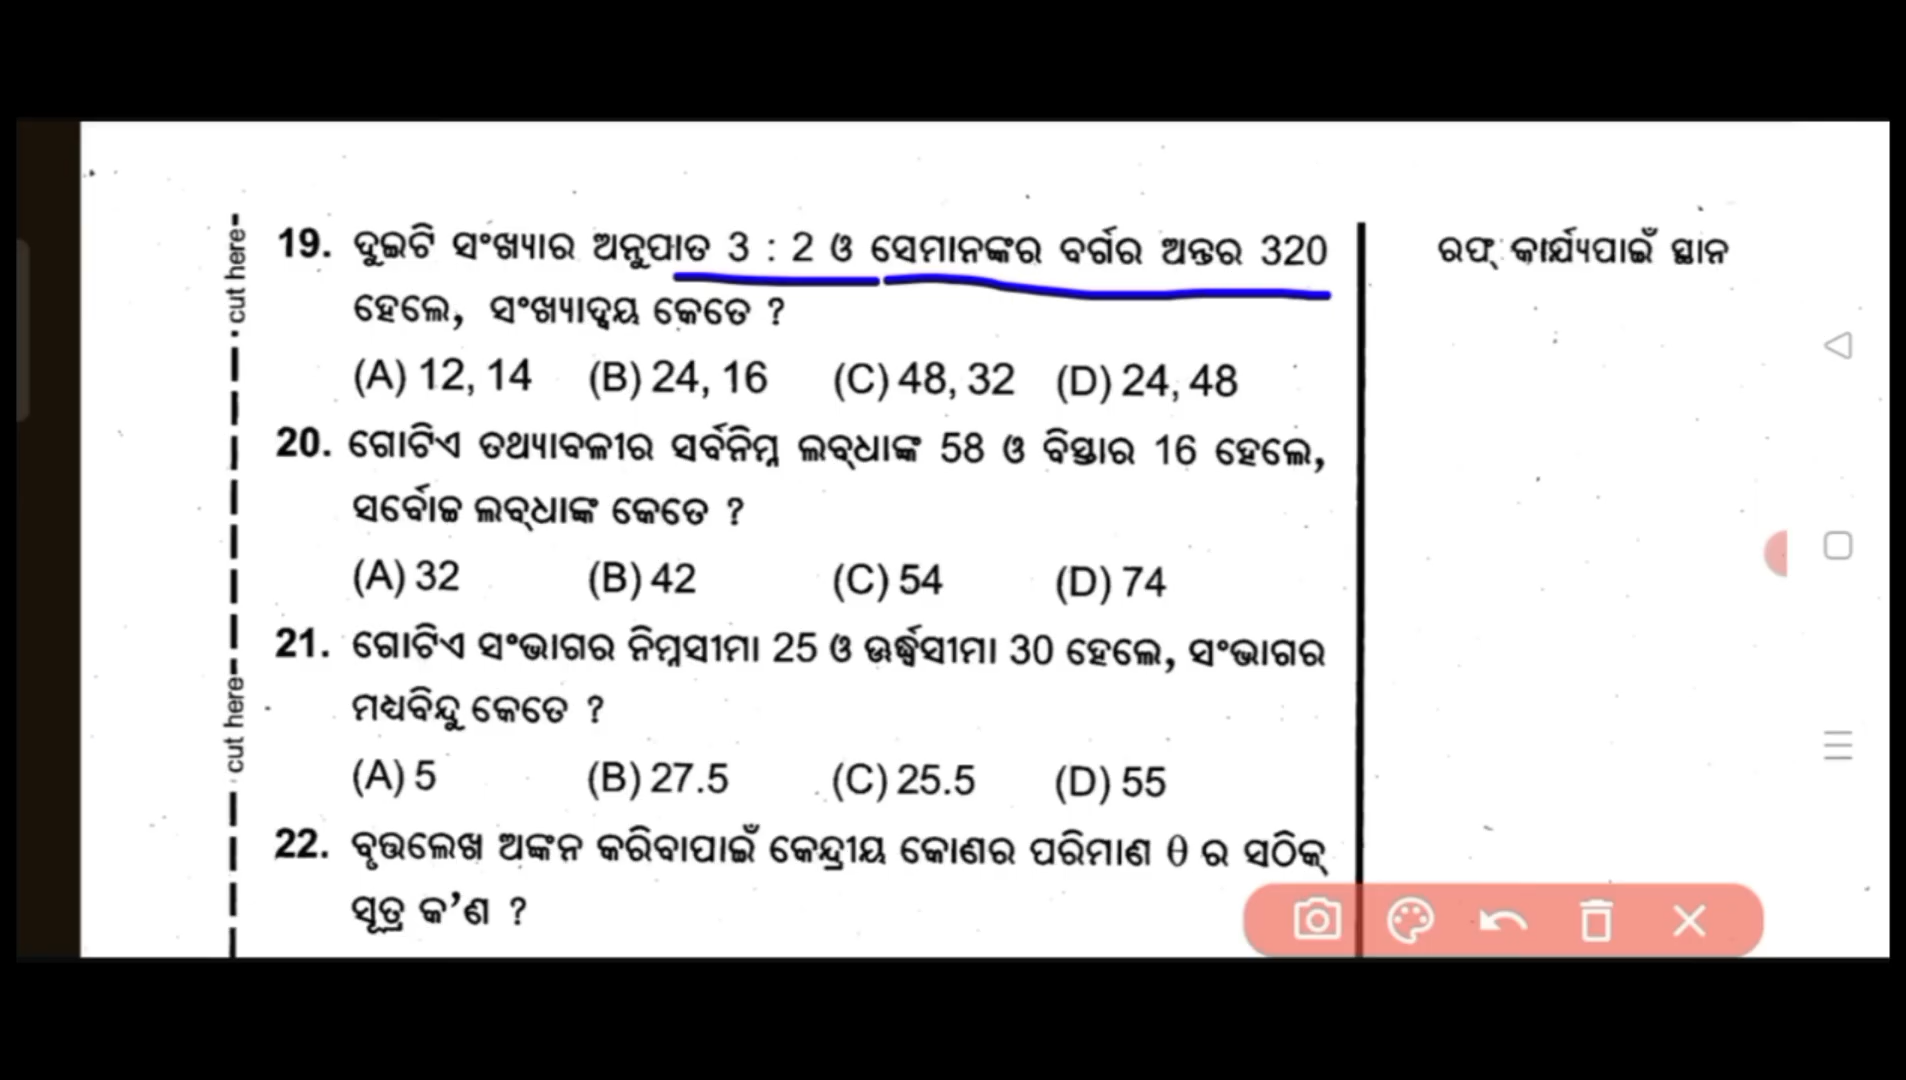 cut here
cut here
19. ଦୁଇଟି ସଂଖ୍ୟାର ଅନୁପାତ 3 : 2 ଓ ସେମାନଙ୍କର ବର୍ଗର ଅନ୍ତର 320
ହେଲେ, ସଂଖ୍ୟାଦ୍ୱୟ କେତେ ?
(A) 12, 14 (B) 24, 16 (C) 48, 32 (D) 24, 48
20. ଗୋଟିଏ ତଥ୍ୟାବଳୀର ସର୍ବନିମ୍ନ ଲବ୍ଧାଙ୍କ 58 ଓ ବିସ୍ତାର 16 ହେଲେ,
ସର୍ବୋଚ୍ଚ ଲବ୍ଧାଙ୍କ କେତେ ?
(A) 32 (B) 42 (C) 54 (D) 74
21. ଗୋଟିଏ ସଂଭାଗର ନିମ୍ନସୀମା 25 ଓ ଊର୍ଦ୍ଧ୍ୱସୀମା 30 ହେଲେ, ସଂଭାଗର
ମଧ୍ୟବିନ୍ଦୁ କେତେ ?
(A) 5 (B) 27.5 (C) 25.5 (D) 55
22. ବୃତ୍ତଲେଖ ଅଙ୍କନ କରିବାପାଇଁ କେନ୍ଦ୍ରୀୟ କୋଣର ପରିମାଣ θ ର ସଠିକ୍
ସୂତ୍ର କ'ଣ ?
ରଫ୍ କାର୍ଯ୍ୟପାଇଁ ସ୍ଥାନ